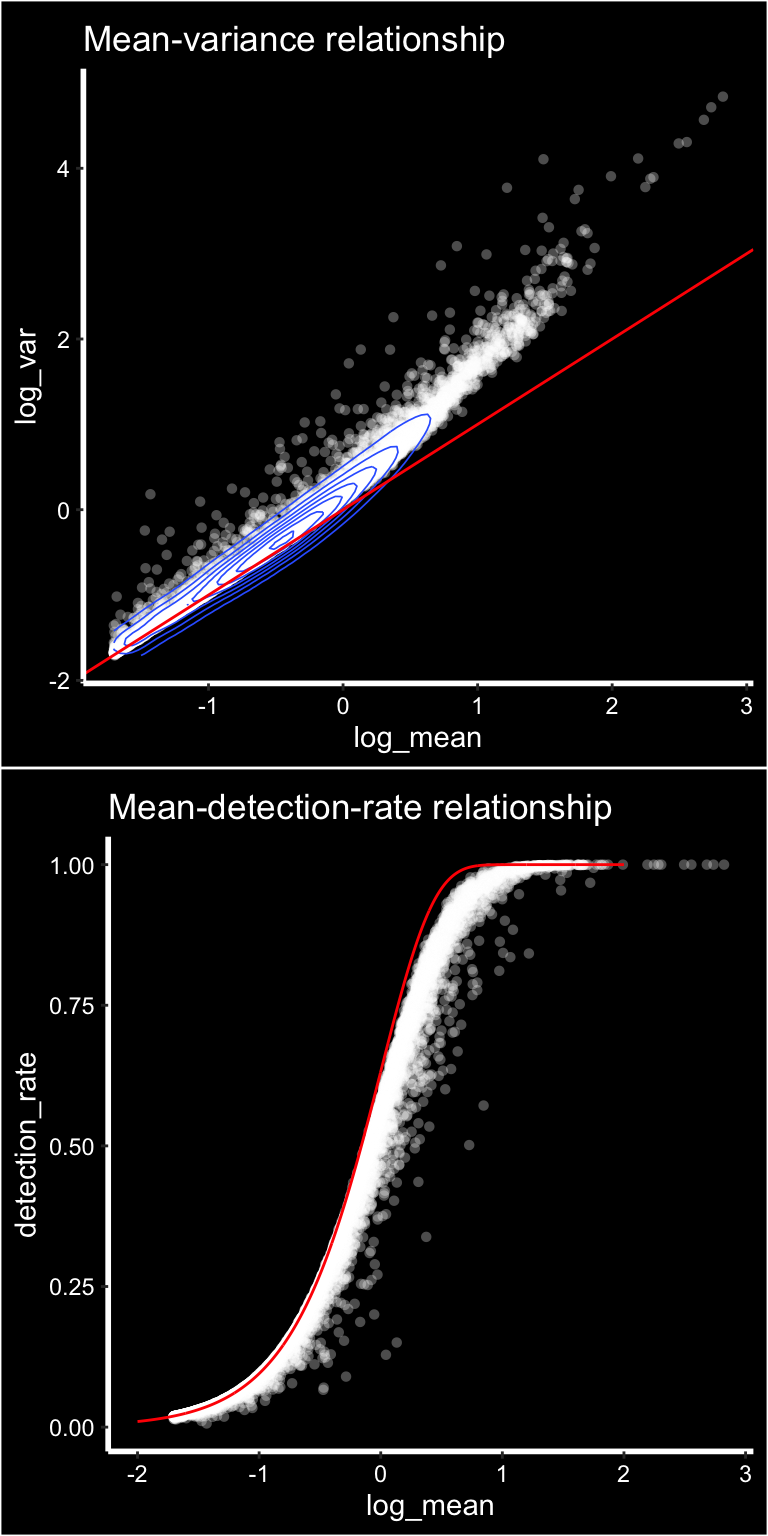 Mean-variance relationship
4
2
0
-2
log_var
-1 0 1 2 3
log_mean
Mean-detection-rate relationship
1.00
0.75
0.50
0.25
0.00
detection_rate
-2 -1 0 1 2 3
log_mean